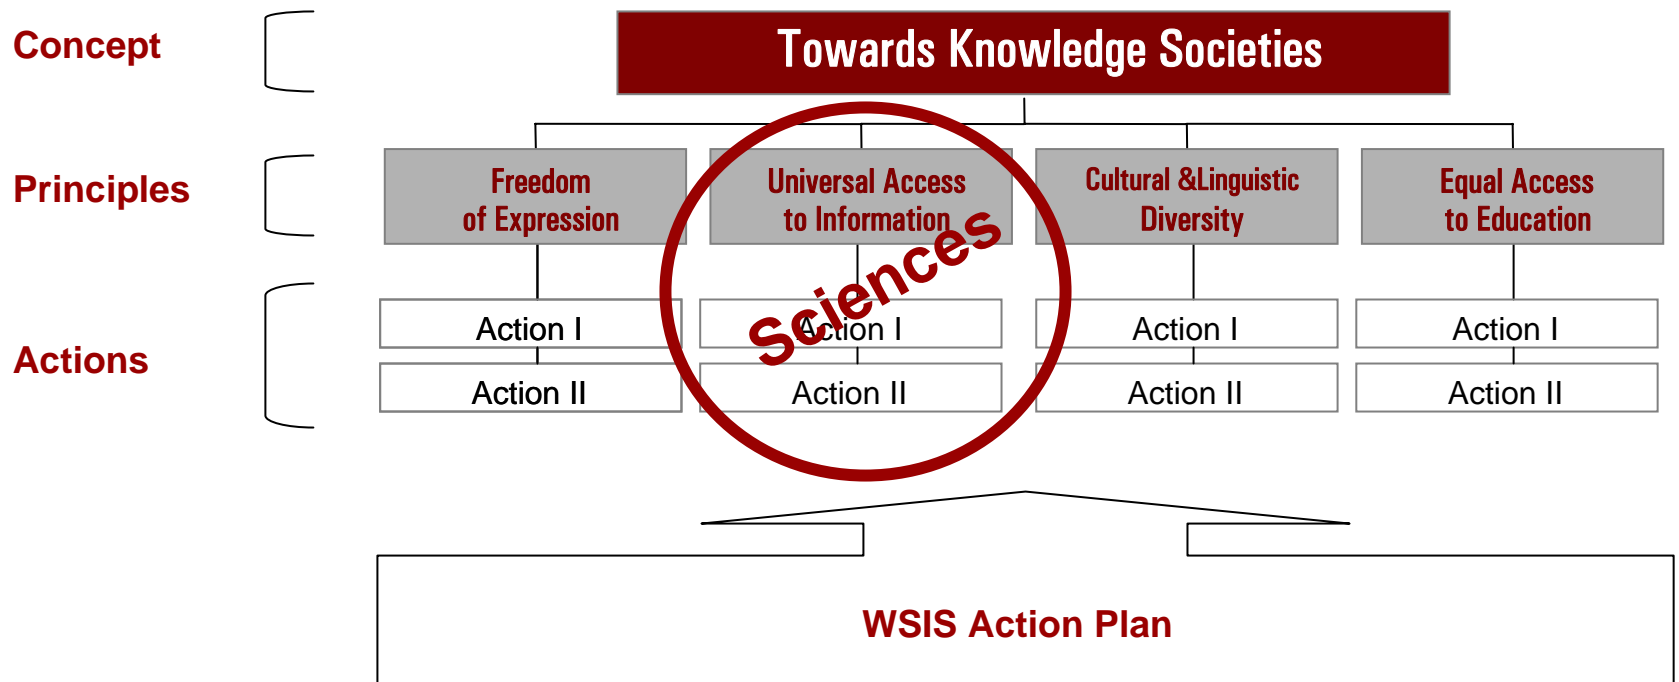 Concept
Towards Knowledge Societies
Principles
Freedom
of Expression
Universal Access
to Information
Cultural &Linguistic
Diversity
Equal Access
to Education
Sciences
Actions
Action I
Action I
Action I
Action I
Action II
Action II
Action II
Action II
WSIS Action Plan